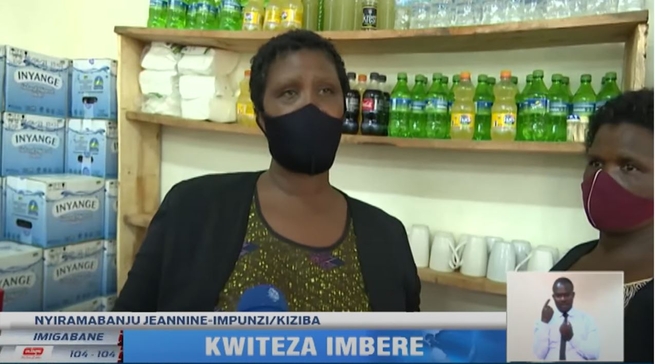 INYANGE
INYANGE
INYANGE
INYANGE
INYANGE
NYIRAMABANJU JEANNINE-IMPUNZI/KIZIBA
IMIGABANE
104 - 104
KWITEZA IMBERE